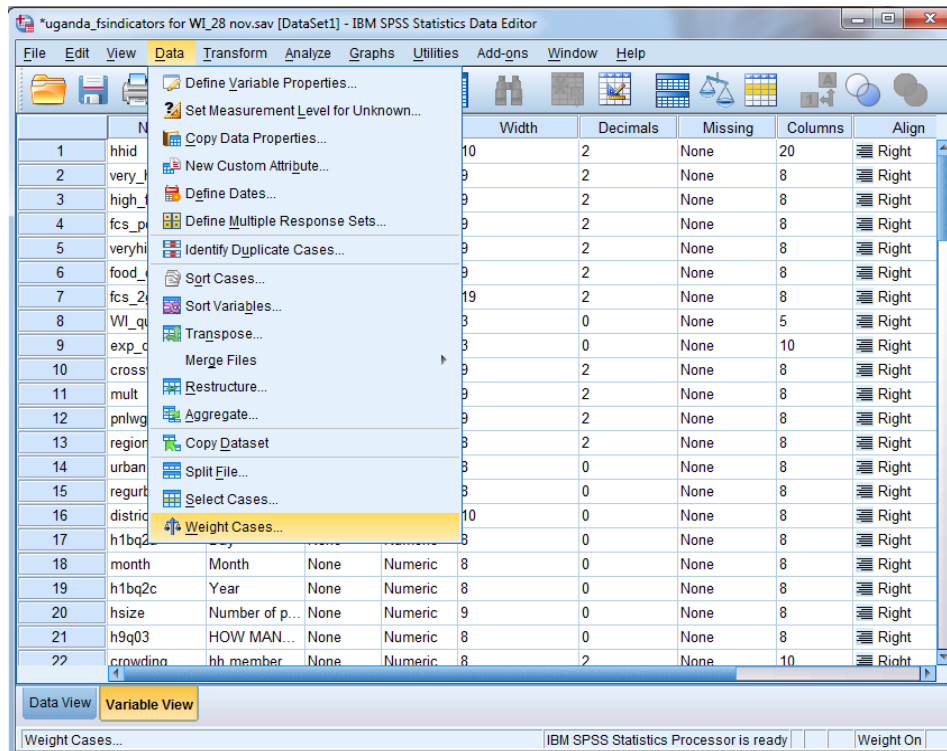 *uganda_fsindicators for WI_28 nov.sav [DataSet1] - IBM SPSS Statistics Data Editor
File Edit View Data Transform Analyze Graphs Utilities Add-ons Window Help
Define Variable Properties...
Set Measurement Level for Unknown...
Copy Data Properties...
New Custom Attribute...
Define Dates...
Define Multiple Response Sets...
Identify Duplicate Cases...
Sort Cases...
Sort Variables...
Transpose...
Merge Files
Restructure...
Aggregate...
Copy Dataset
Split File...
Select Cases...
Weight Cases...
N Width Decimals Missing Columns Align
1 hhid 10 2 None 20 Right
2 very_h 9 2 None 8 Right
3 high_f 9 2 None 8 Right
4 fcs_p 9 2 None 8 Right
5 veryhi 9 2 None 8 Right
6 food_ 9 2 None 8 Right
7 fcs_2 19 2 None 8 Right
8 WI_qu 3 0 None 5 Right
9 exp_ 3 0 None 10 Right
10 cross 9 2 None 8 Right
11 mult 9 2 None 8 Right
12 pnlwg 9 2 None 8 Right
13 region 8 2 None 8 Right
14 urban 8 0 None 8 Right
15 regurb 8 0 None 8 Right
16 distric 10 0 None 8 Right
17 h1bq2 8 0 None 8 Right
18 month Month None Numeric 8 0 None 8 Right
19 h1bq2c Year None Numeric 8 0 None 8 Right
20 hsize Number of p... None Numeric 9 0 None 8 Right
21 h9q03 HOW MAN... None Numeric 8 0 None 8 Right
22 crowding hh member None Numeric 8 2 None 10 Right
Data View Variable View
Weight Cases... IBM SPSS Statistics Processor is ready Weight On